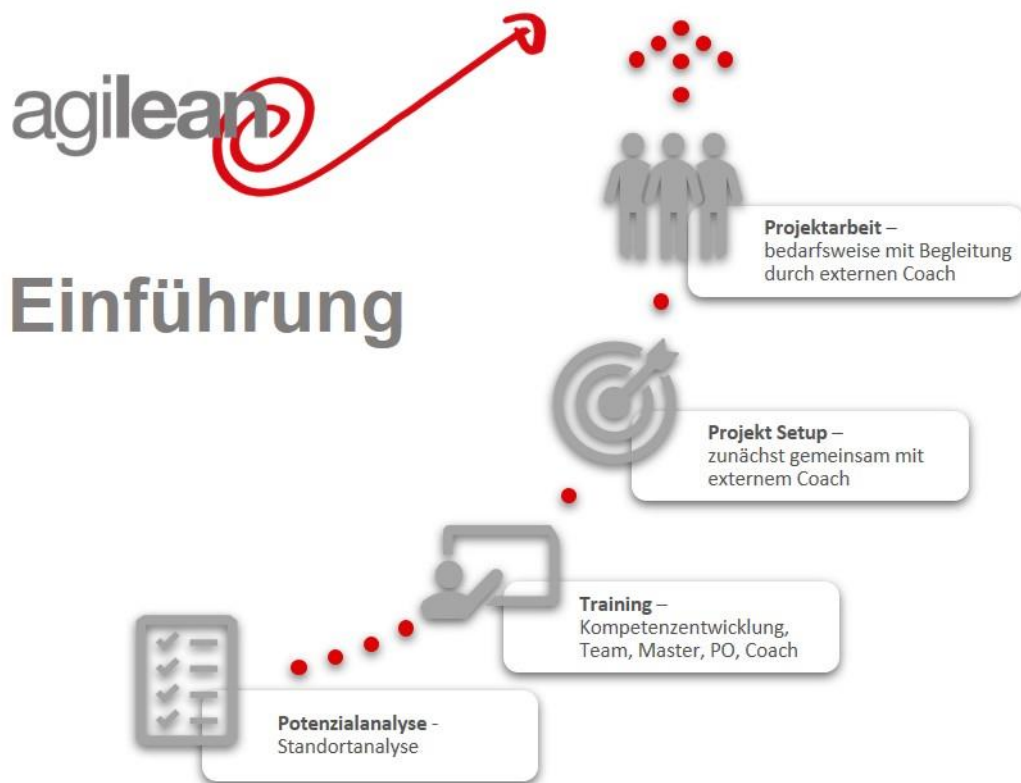 agilean
Einführung
Projektarbeit –
bedarfsweise mit Begleitung
durch externen Coach
Projekt Setup –
zunächst gemeinsam mit
externem Coach
Training –
Kompetenzentwicklung,
Team, Master, PO, Coach
Potenzialanalyse -
Standortanalyse